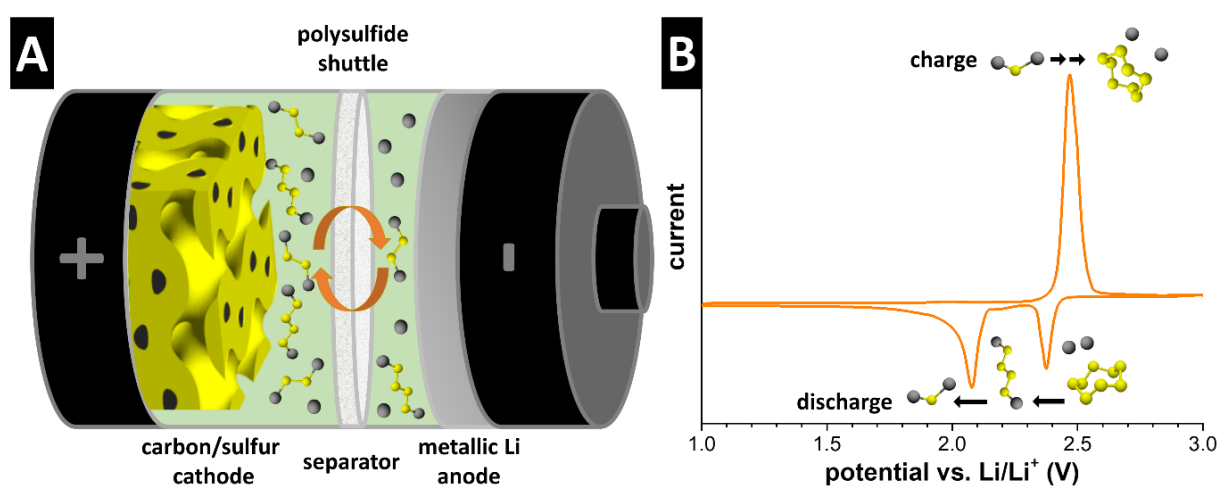 A
polysulfide
shuttle
+
-
carbon/sulfur
cathode
separator
metallic Li
anode
B
charge
current
discharge
1.0 1.5 2.0 2.5 3.0
potential vs. Li/Li⁺ (V)